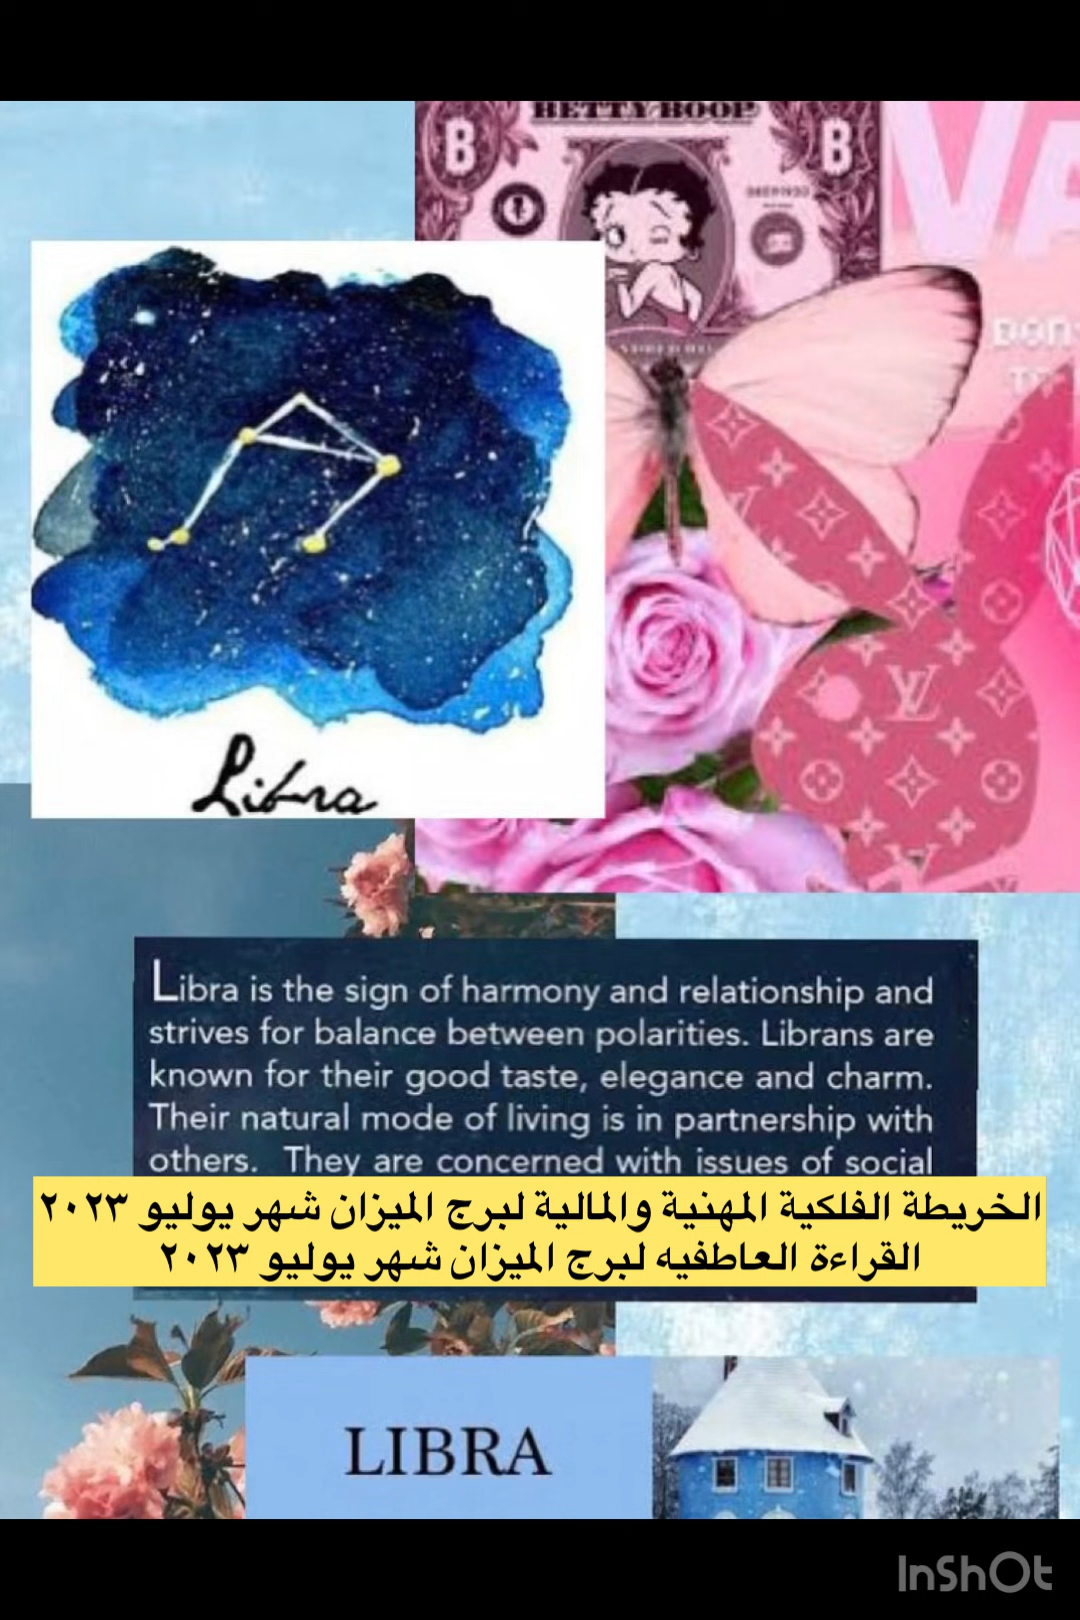 BETTY BOOP
B
B
VA
DON
Libra
LV
Libra is the sign of harmony and relationship and
strives for balance between polarities. Librans are
known for their good taste, elegance and charm.
Their natural mode of living is in partnership with
others. They are concerned with issues of social
الخريطة الفلكية المهنية والمالية لبرج الميزان شهر يوليو ٢٠٢٣
القراءة العاطفيه لبرج الميزان شهر يوليو ٢٠٢٣
LIBRA
InShOt